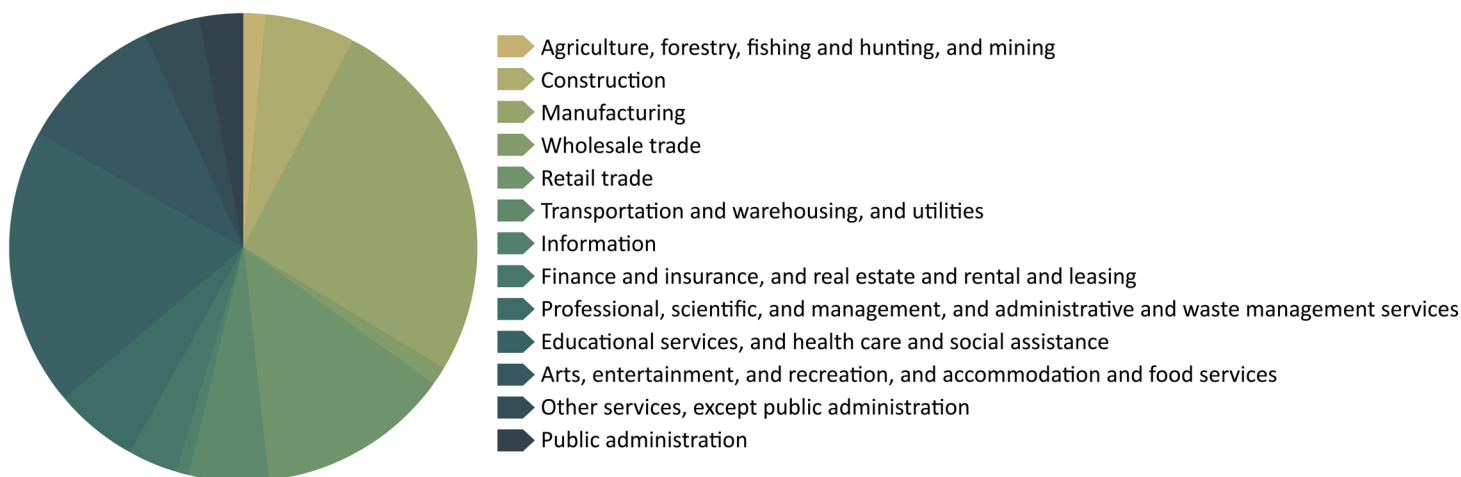 Agriculture, forestry, fishing and hunting, and mining
Construction
Manufacturing
Wholesale trade
Retail trade
Transportation and warehousing, and utilities
Information
Finance and insurance, and real estate and rental and leasing
Professional, scientific, and management, and administrative and waste management services
Educational services, and health care and social assistance
Arts, entertainment, and recreation, and accommodation and food services
Other services, except public administration
Public administration